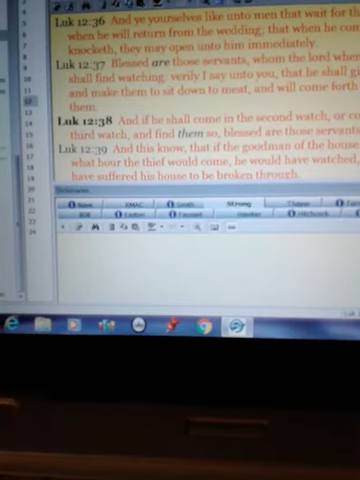 Luk 12:36 And ye yourselves like unto men that wait for
when he will return from the wedding; that when he
knocketh, they may open unto him immediately.
Luk 12:37 Blessed are those servants, whom the lord when
shall find watching: verily I say unto you, that he shall
and make them to sit down to meat, and will come forth
them.
Luk 12:38 And if he shall come in the second watch, or
third watch, and find them so, blessed are those servants
Luk 12:39 And this know, that if the goodman of the house
what hour the thief would come, he would have watched,
have suffered his house to be broken through.
Dictionaries
RMAC Smith Strong Thayer
BDB Easton Hitchcock